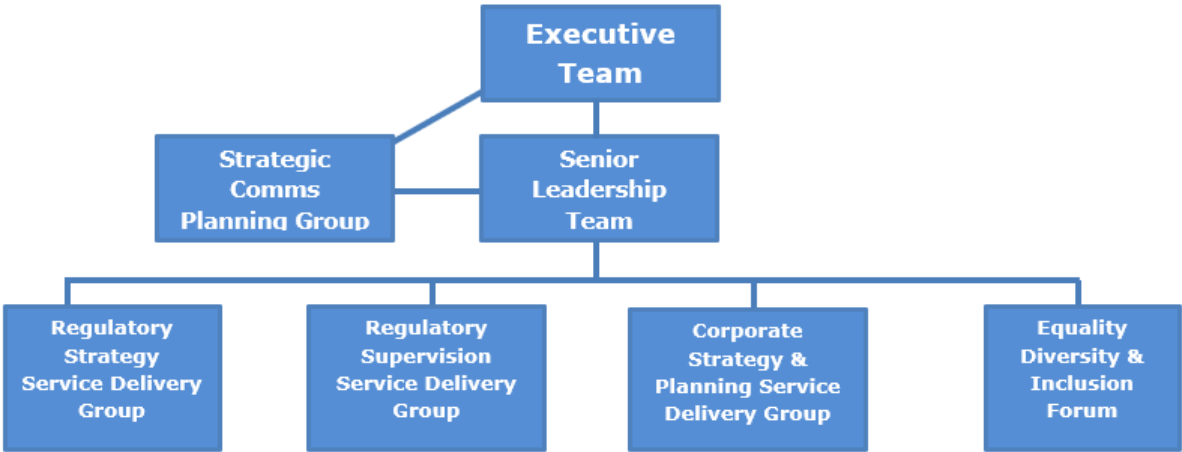 Executive
Team
Strategic
Comms
Planning Group
Senior
Leadership
Team
Regulatory
Strategy
Service Delivery
Group
Regulatory
Supervision
Service Delivery
Group
Corporate
Strategy &
Planning Service
Delivery Group
Equality
Diversity &
Inclusion
Forum